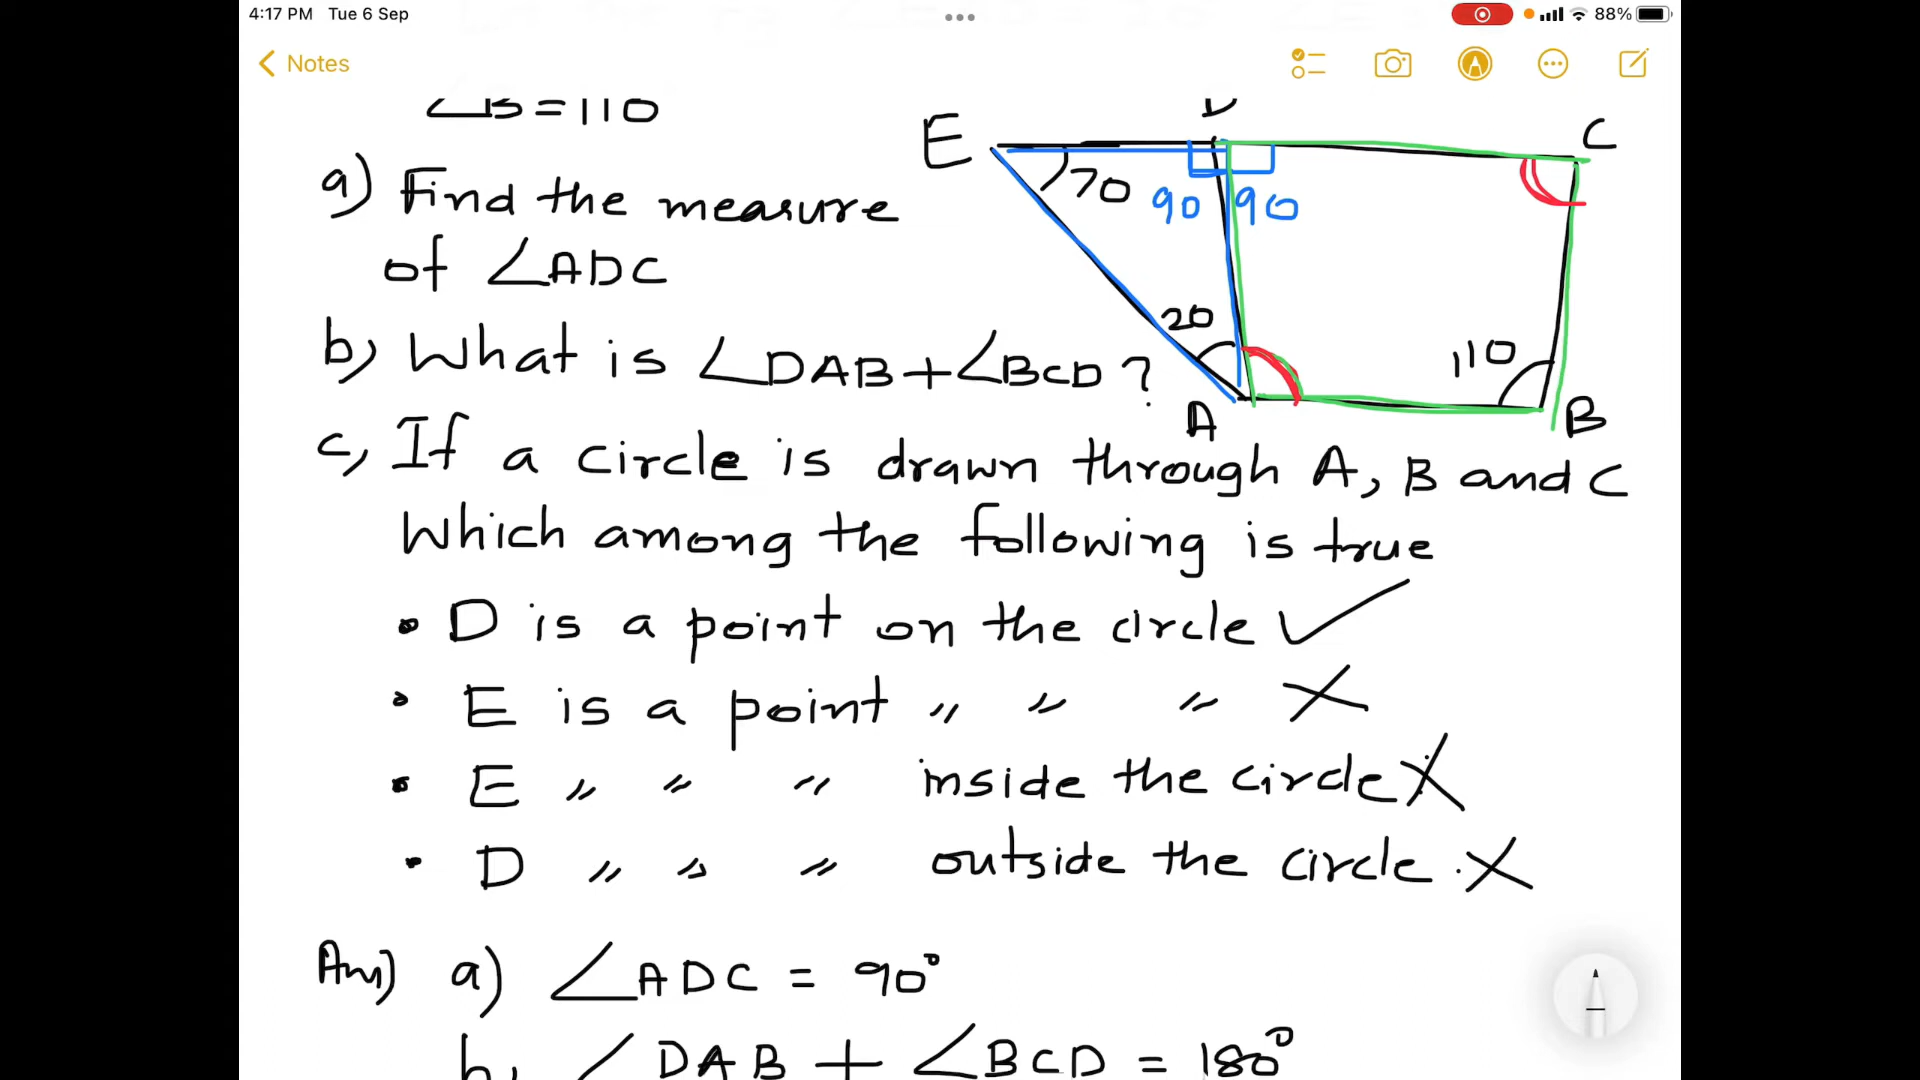 4:17 PM Tue 6 Sep
88%
Notes
∠B = 110
a) Find the measure
of ∠ADC
b) What is ∠DAB + ∠BCD ?
c) If a circle is drawn through A, B and C
Which among the following is true
• D is a point on the circle ✓
• E is a point " " " X
• E " " " inside the circle X
• D " " " outside the circle . X
Ans) a) ∠ADC = 90°
b) ∠DAB + ∠BCD = 180°
E
D
C
70
90
90
20
110
A
B